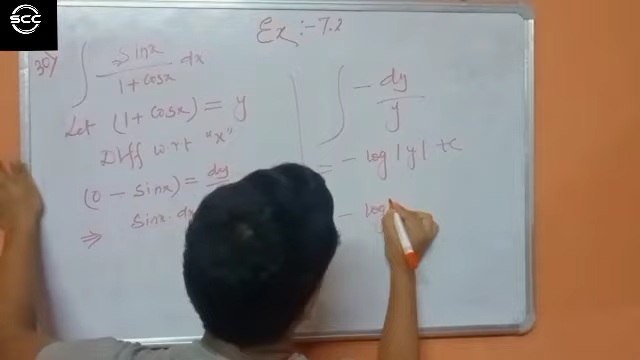 SCC
Ex :- 7.2
30) ∫ sinx / 1 + cosx dx
Let (1 + cosx) = y
Diff w.r.t "x"
(0 - sinx) = dy
⇒ sinx. dx
∫ - dy / y
= - log |y| + c
- log